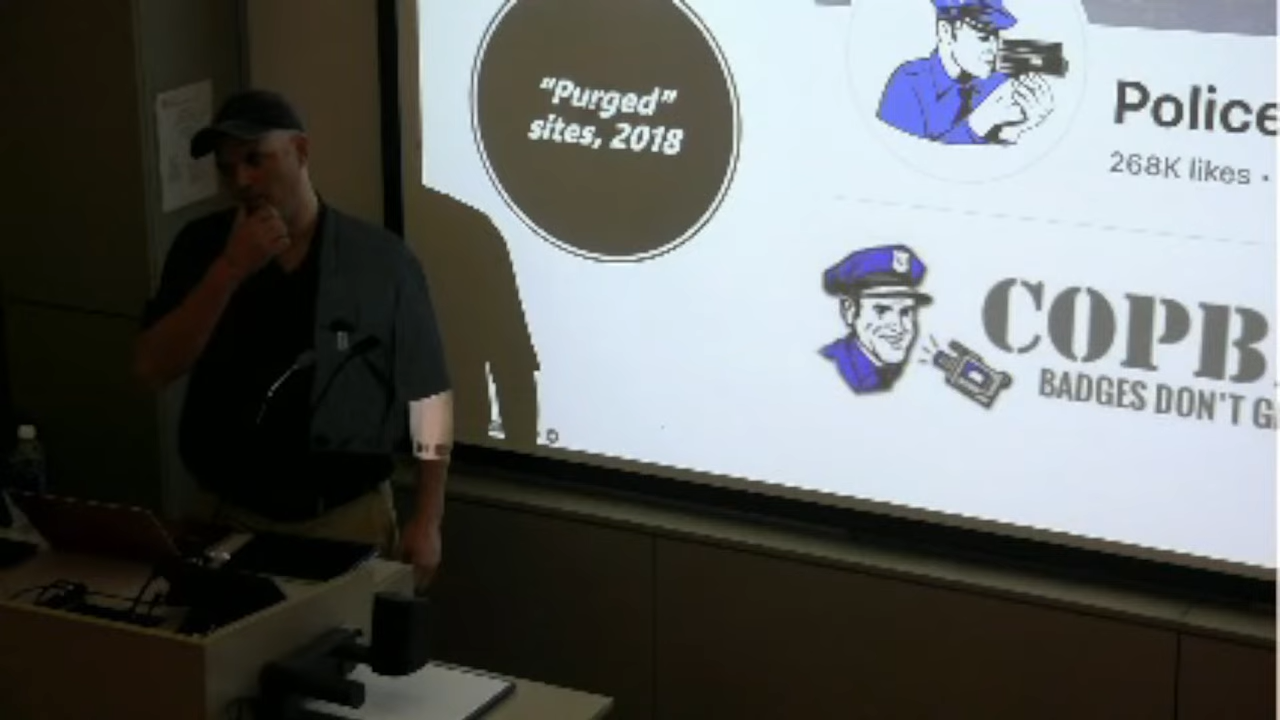 "Purged"
sites, 2018
Police
268K likes ·
COPB
BADGES DON'T G